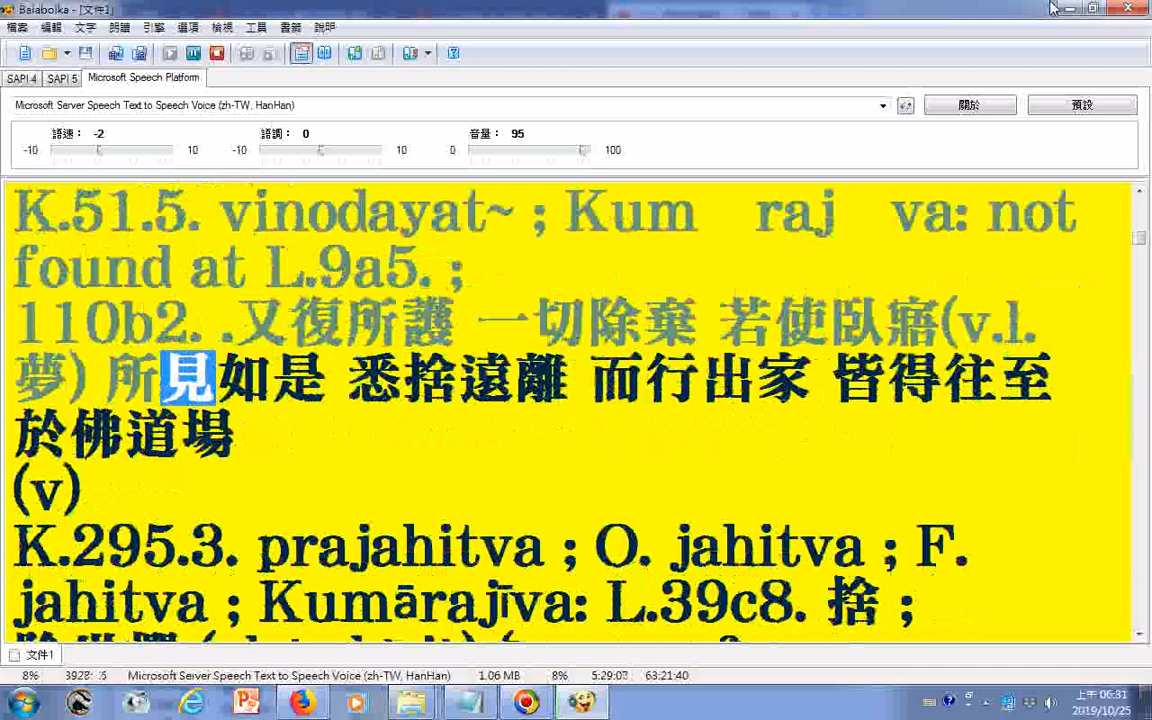 Balabolka - [文件1]
檔案 編輯 文字 朗讀 引擎 選項 檢視 工具 書籤 說明
SAPI 4 SAPI 5 Microsoft Speech Platform
Microsoft Server Speech Text to Speech Voice (zh-TW, HanHan) 關於 預設
語速： -2 語調： 0 音量： 95
-10 10 -10 10 0 100
K.51.5. vinodayat~ ; Kum raj va: not
found at L.9a5. ;
110b2. .又復所護 一切除棄 若使臥寤(v.l.
夢) 所見如是 悉捨遠離 而行出家 皆得往至
於佛道場
(v)
K.295.3. prajahitva ; O. jahitva ; F.
jahitva ; Kumārajīva: L.39c8. 捨 ;
文件1
8% Microsoft Server Speech Text to Speech Voice (zh-TW, HanHan) 1.06 MB 8% 63:21:40
上午 06:31
2019/10/25